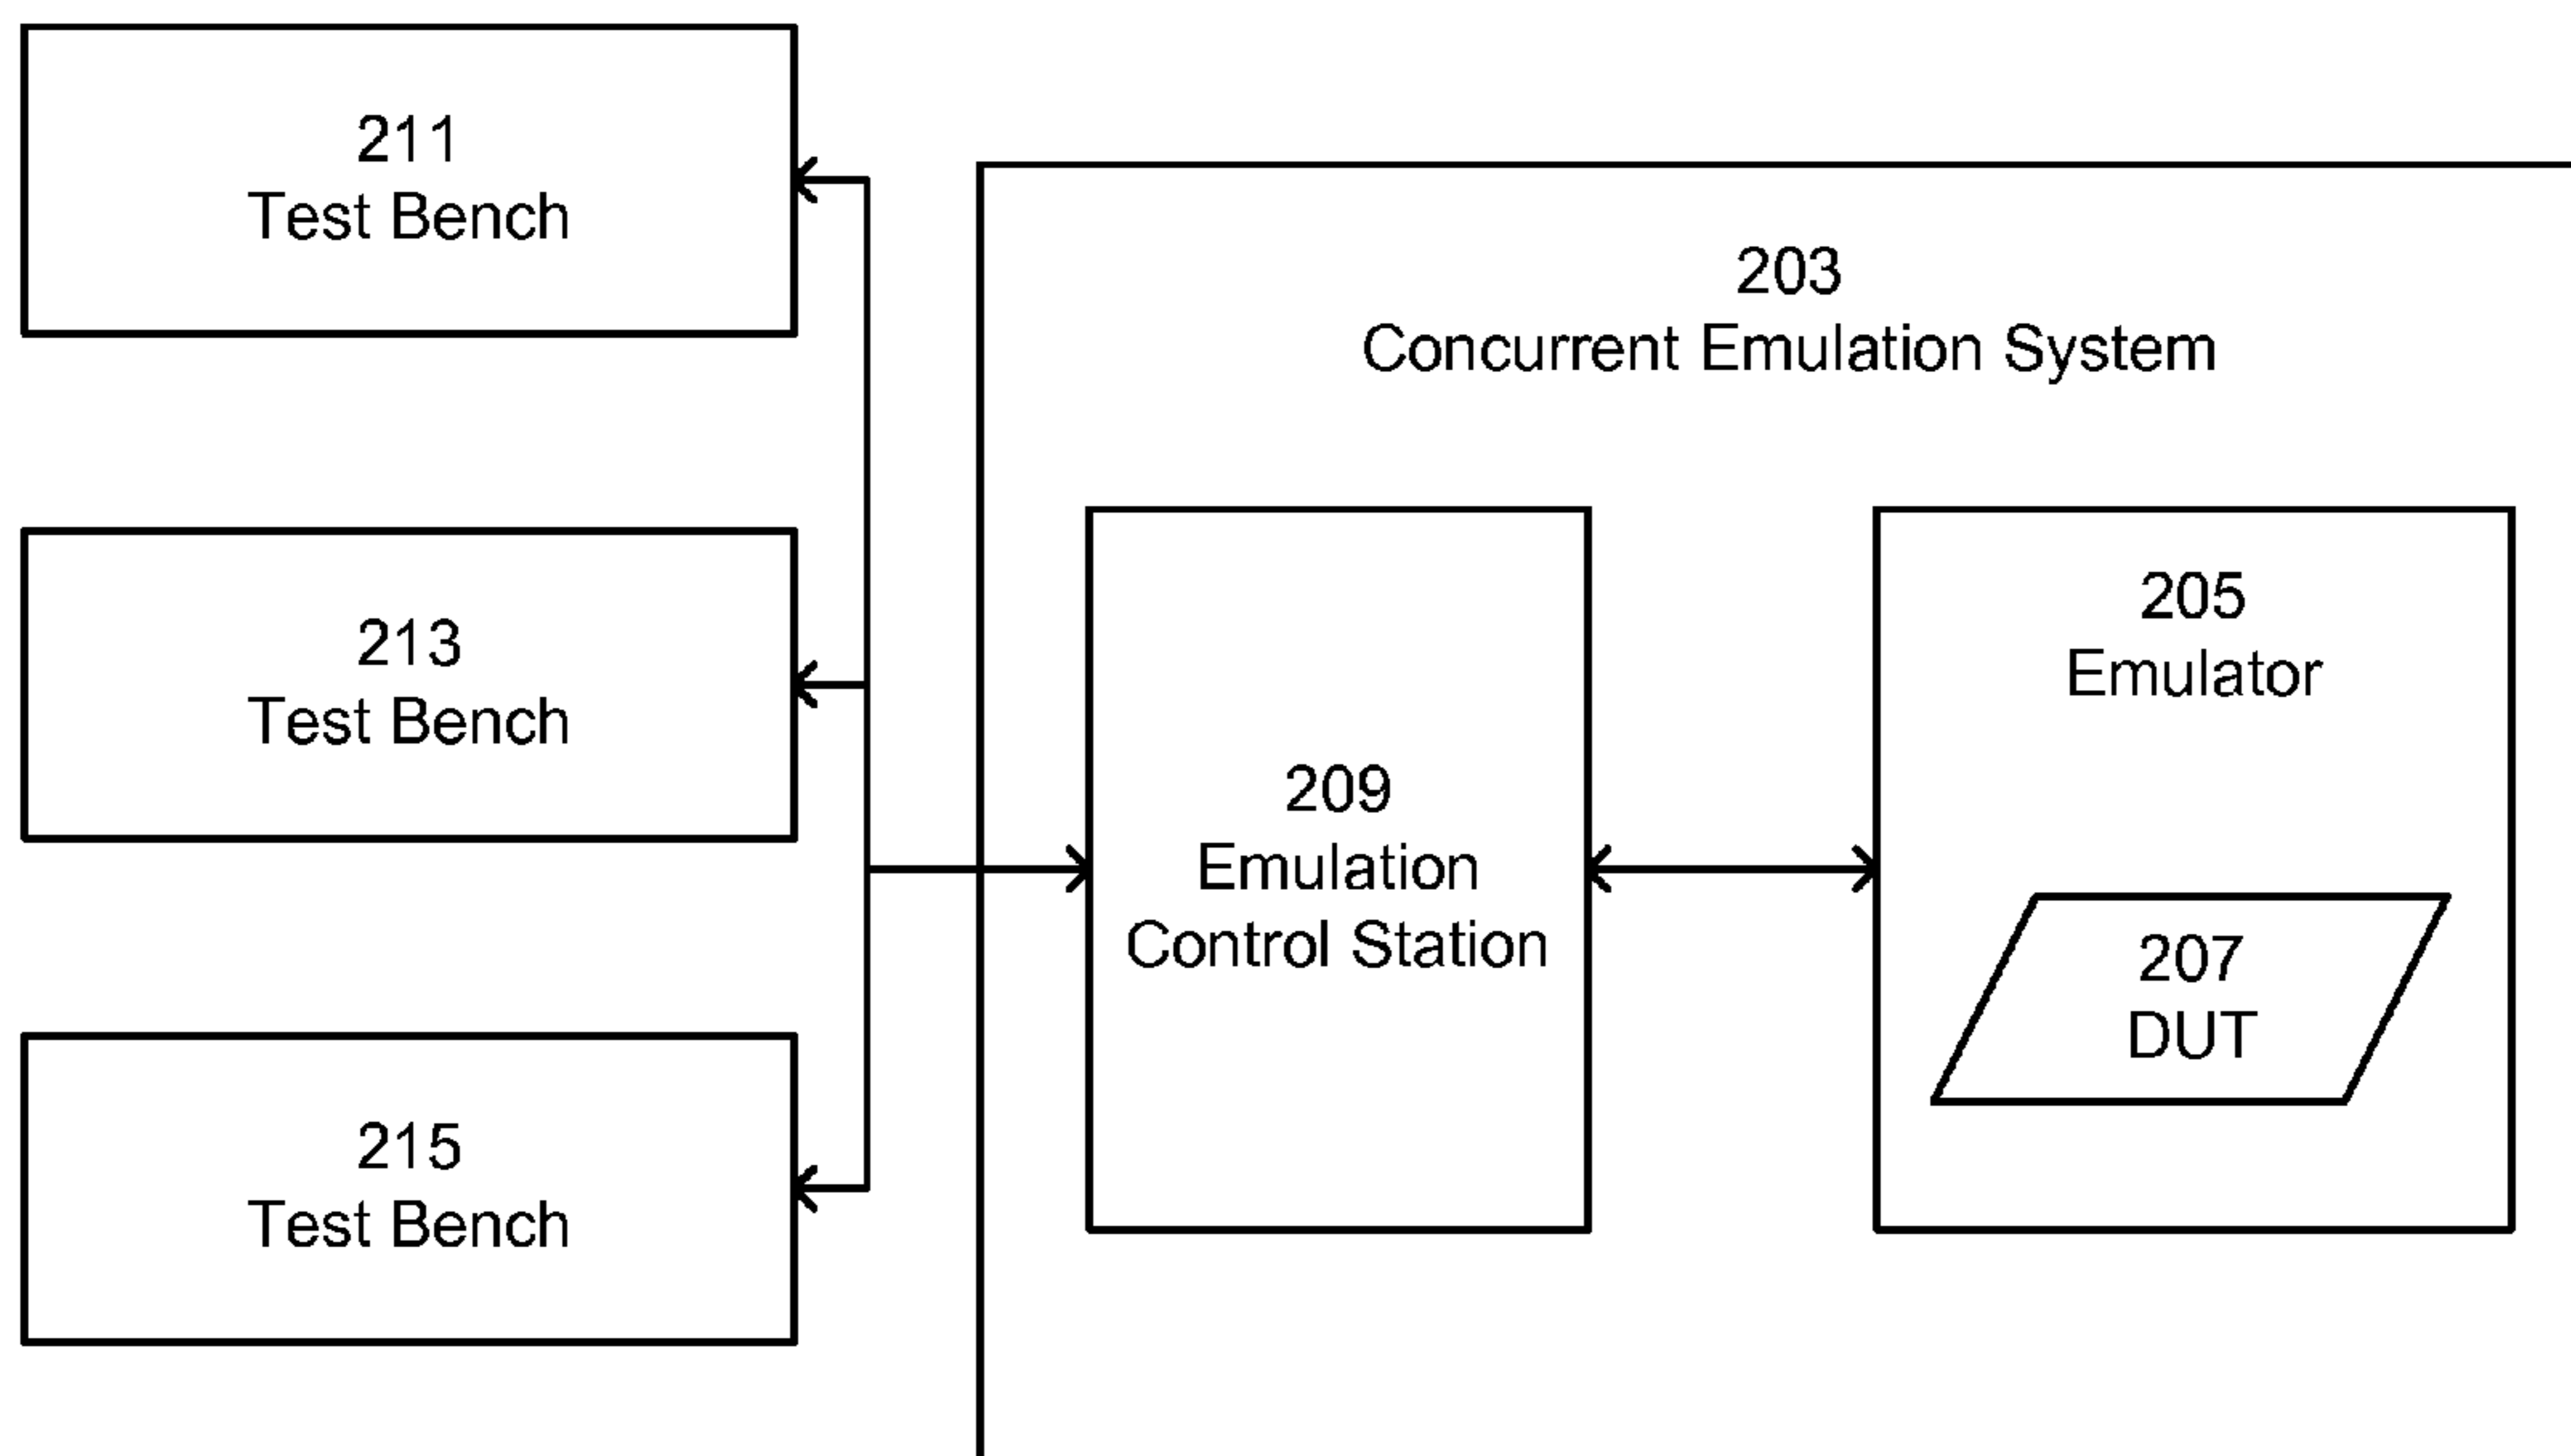 211
Test Bench
203
Concurrent Emulation System
213
Test Bench
209
Emulation
Control Station
205
Emulator
207
DUT
215
Test Bench